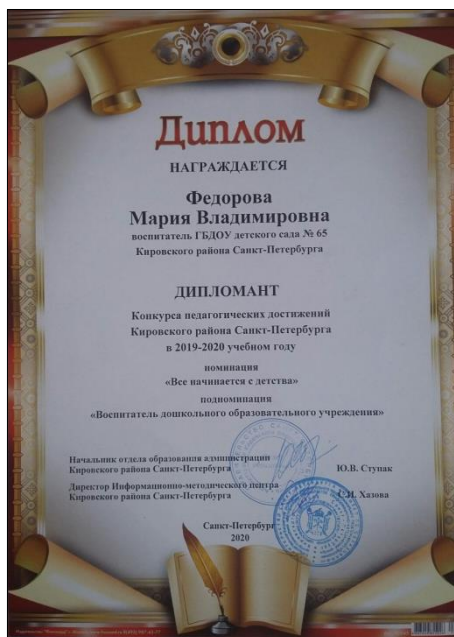 Диплом
НАГРАЖДАЕТСЯ
Федорова
Мария Владимировна
воспитатель ГБДОУ детского сада № 65
Кировского района Санкт-Петербурга
ДИПЛОМАНТ
Конкурса педагогических достижений
Кировского района Санкт-Петербурга
в 2019-2020 учебном году
номинация
«Все начинается с детства»
подноминация
«Воспитатель дошкольного образовательного учреждения»
Начальник отдела образования администрации
Кировского района Санкт-Петербурга Ю.В. Ступак
Директор Информационно-методического центра
Кировского района Санкт-Петербурга С.И. Хазова
Санкт-Петербург
2020